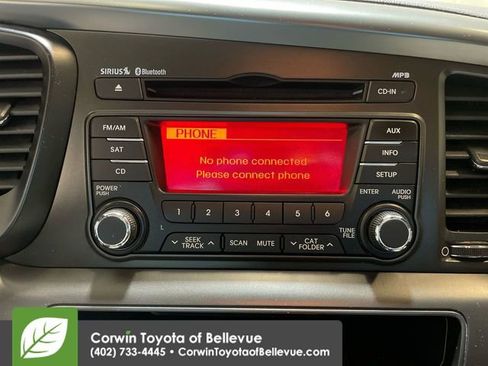 SIRIUS Bluetooth
MP3
CD-IN
FM/AM
SAT
CD
PHONE
No phone connected
Please connect phone
AUX
INFO
SETUP
POWER
PUSH
ENTER
AUDIO
PUSH
1 2 3 4 5 6
L
SEEK
TRACK
SCAN
MUTE
CAT
FOLDER
TUNE
FILE
Corwin Toyota of Bellevue
(402) 733-4445 • CorwinToyotaofBellevue.com